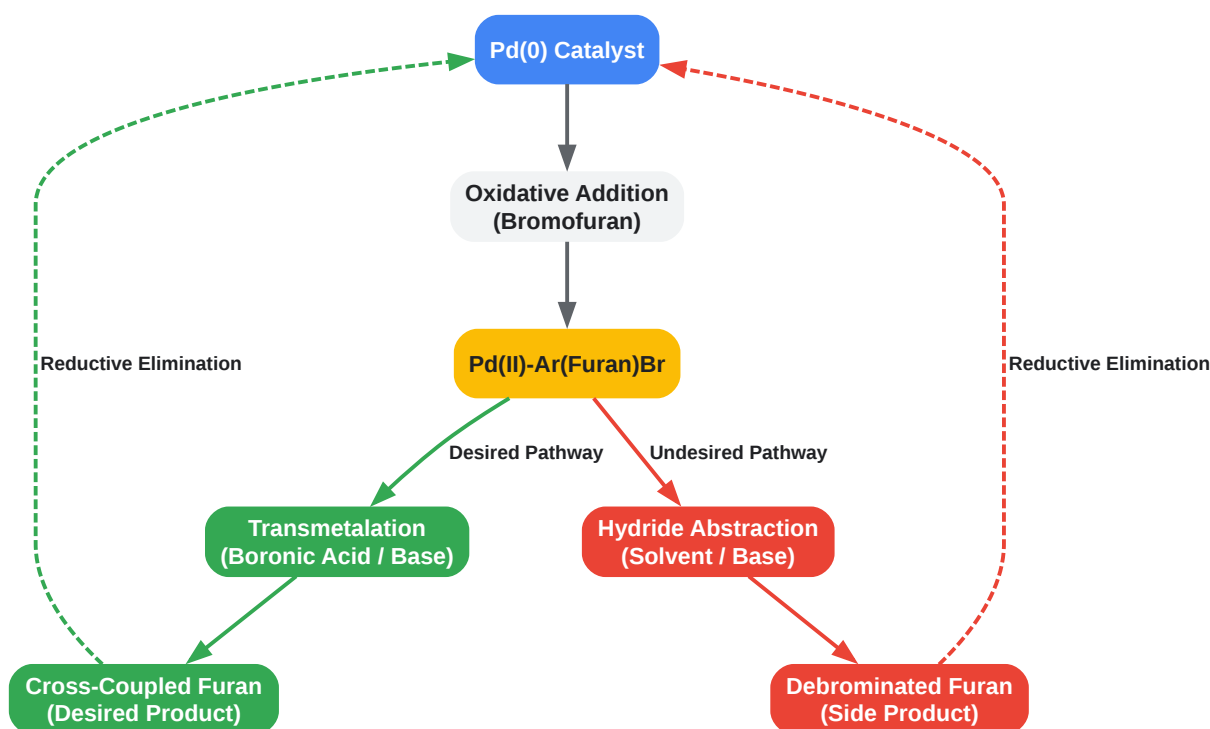 Pd(0) Catalyst
Oxidative Addition
(Bromofuran)
Pd(II)-Ar(Furan)Br
Reductive Elimination
Reductive Elimination
Desired Pathway
Undesired Pathway
Transmetalation
(Boronic Acid / Base)
Hydride Abstraction
(Solvent / Base)
Cross-Coupled Furan
(Desired Product)
Debrominated Furan
(Side Product)